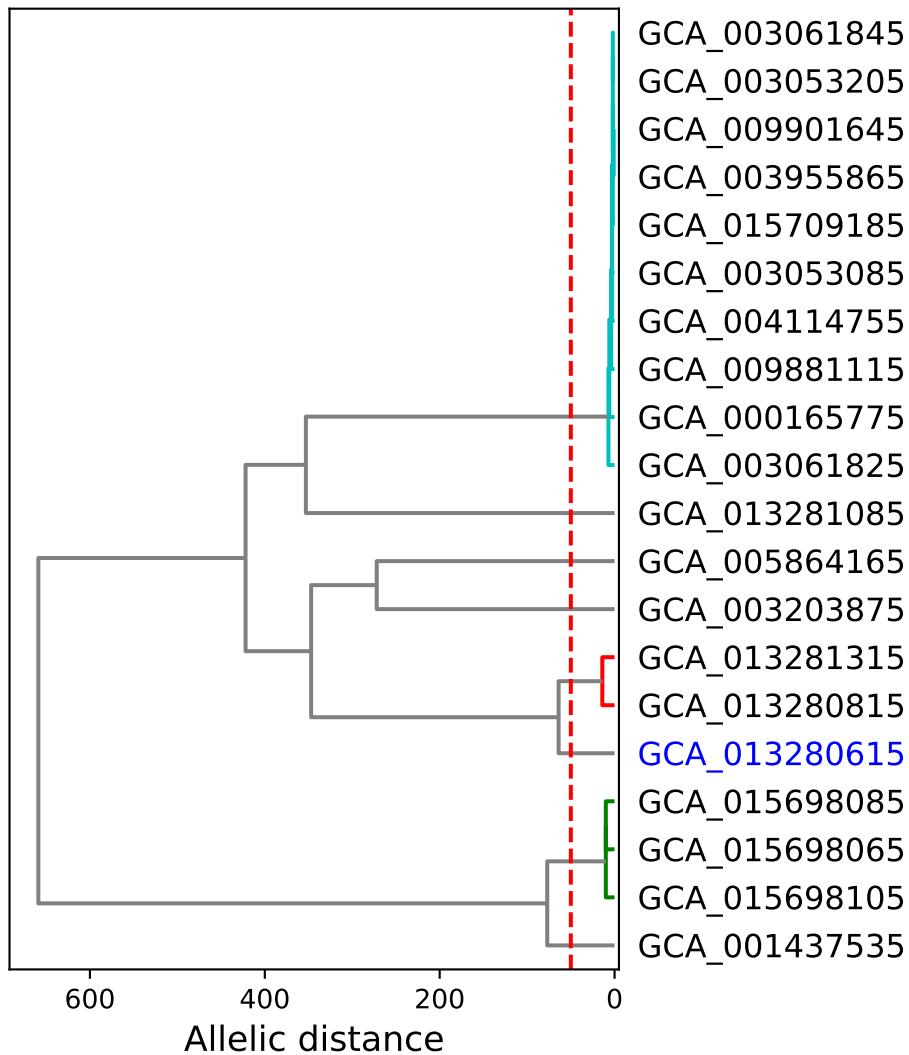 GCA_003061845
GCA_003053205
GCA_009901645
GCA_003955865
GCA_015709185
GCA_003053085
GCA_004114755
GCA_009881115
GCA_000165775
GCA_003061825
GCA_013281085
GCA_005864165
GCA_003203875
GCA_013281315
GCA_013280815
GCA_013280615
GCA_015698085
GCA_015698065
GCA_015698105
GCA_001437535
600 400 200 0
Allelic distance